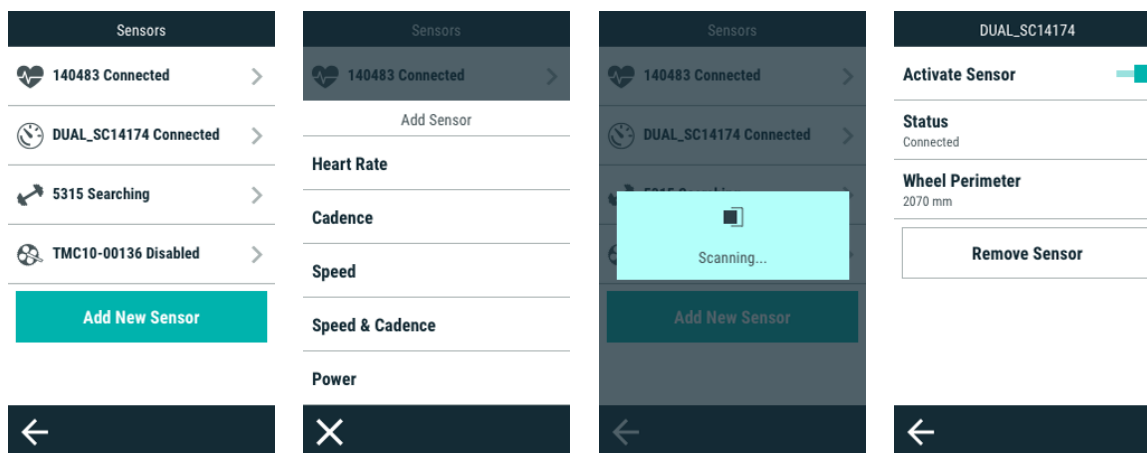 Sensors
140483 Connected
DUAL_SC14174 Connected
5315 Searching
TMC10-00136 Disabled
Add New Sensor
Sensors
140483 Connected
Add Sensor
Heart Rate
Cadence
Speed
Speed & Cadence
Power
Sensors
140483 Connected
DUAL_SC14174 Connected
Scanning...
Add New Sensor
DUAL_SC14174
Activate Sensor
Status
Connected
Wheel Perimeter
2070 mm
Remove Sensor